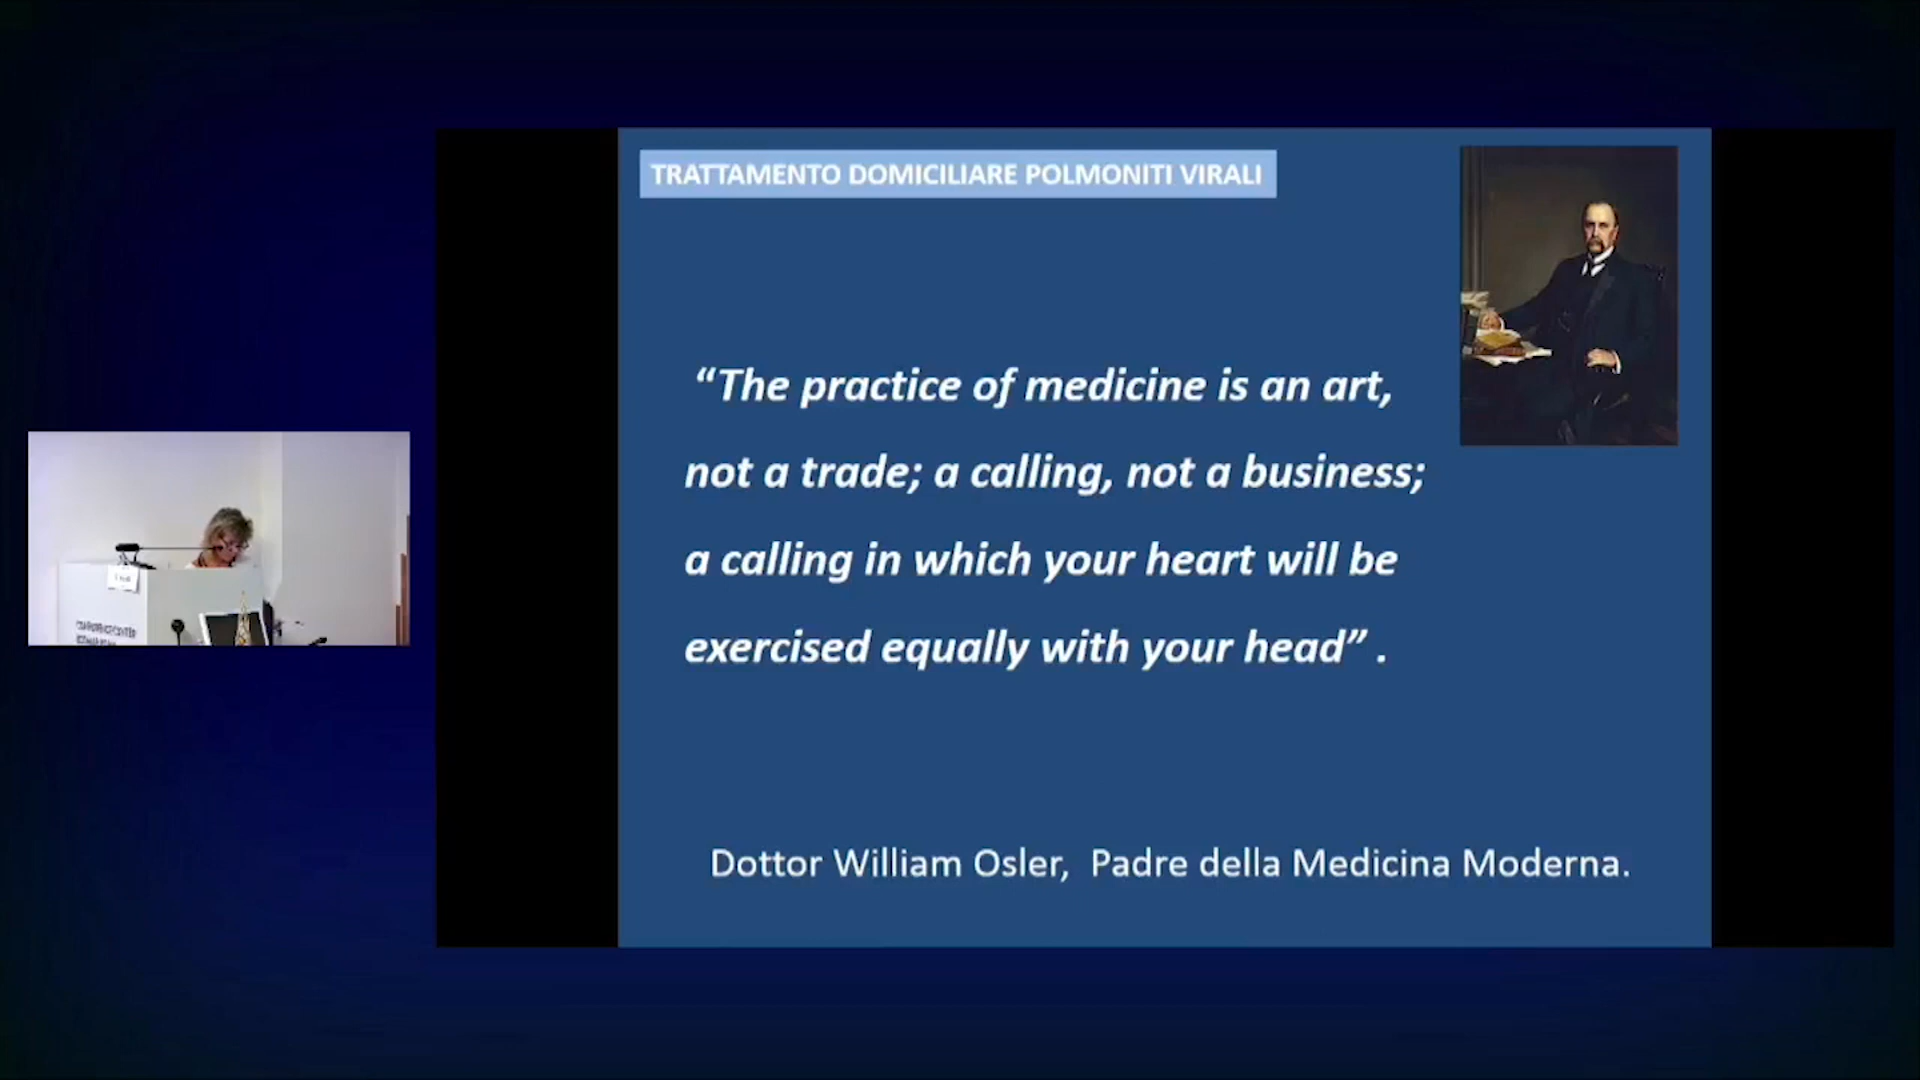 TRATTAMENTO DOMICILIARE POLMONITI VIRALI
“The practice of medicine is an art,
not a trade; a calling, not a business;
a calling in which your heart will be
exercised equally with your head” .
Dottor William Osler, Padre della Medicina Moderna.